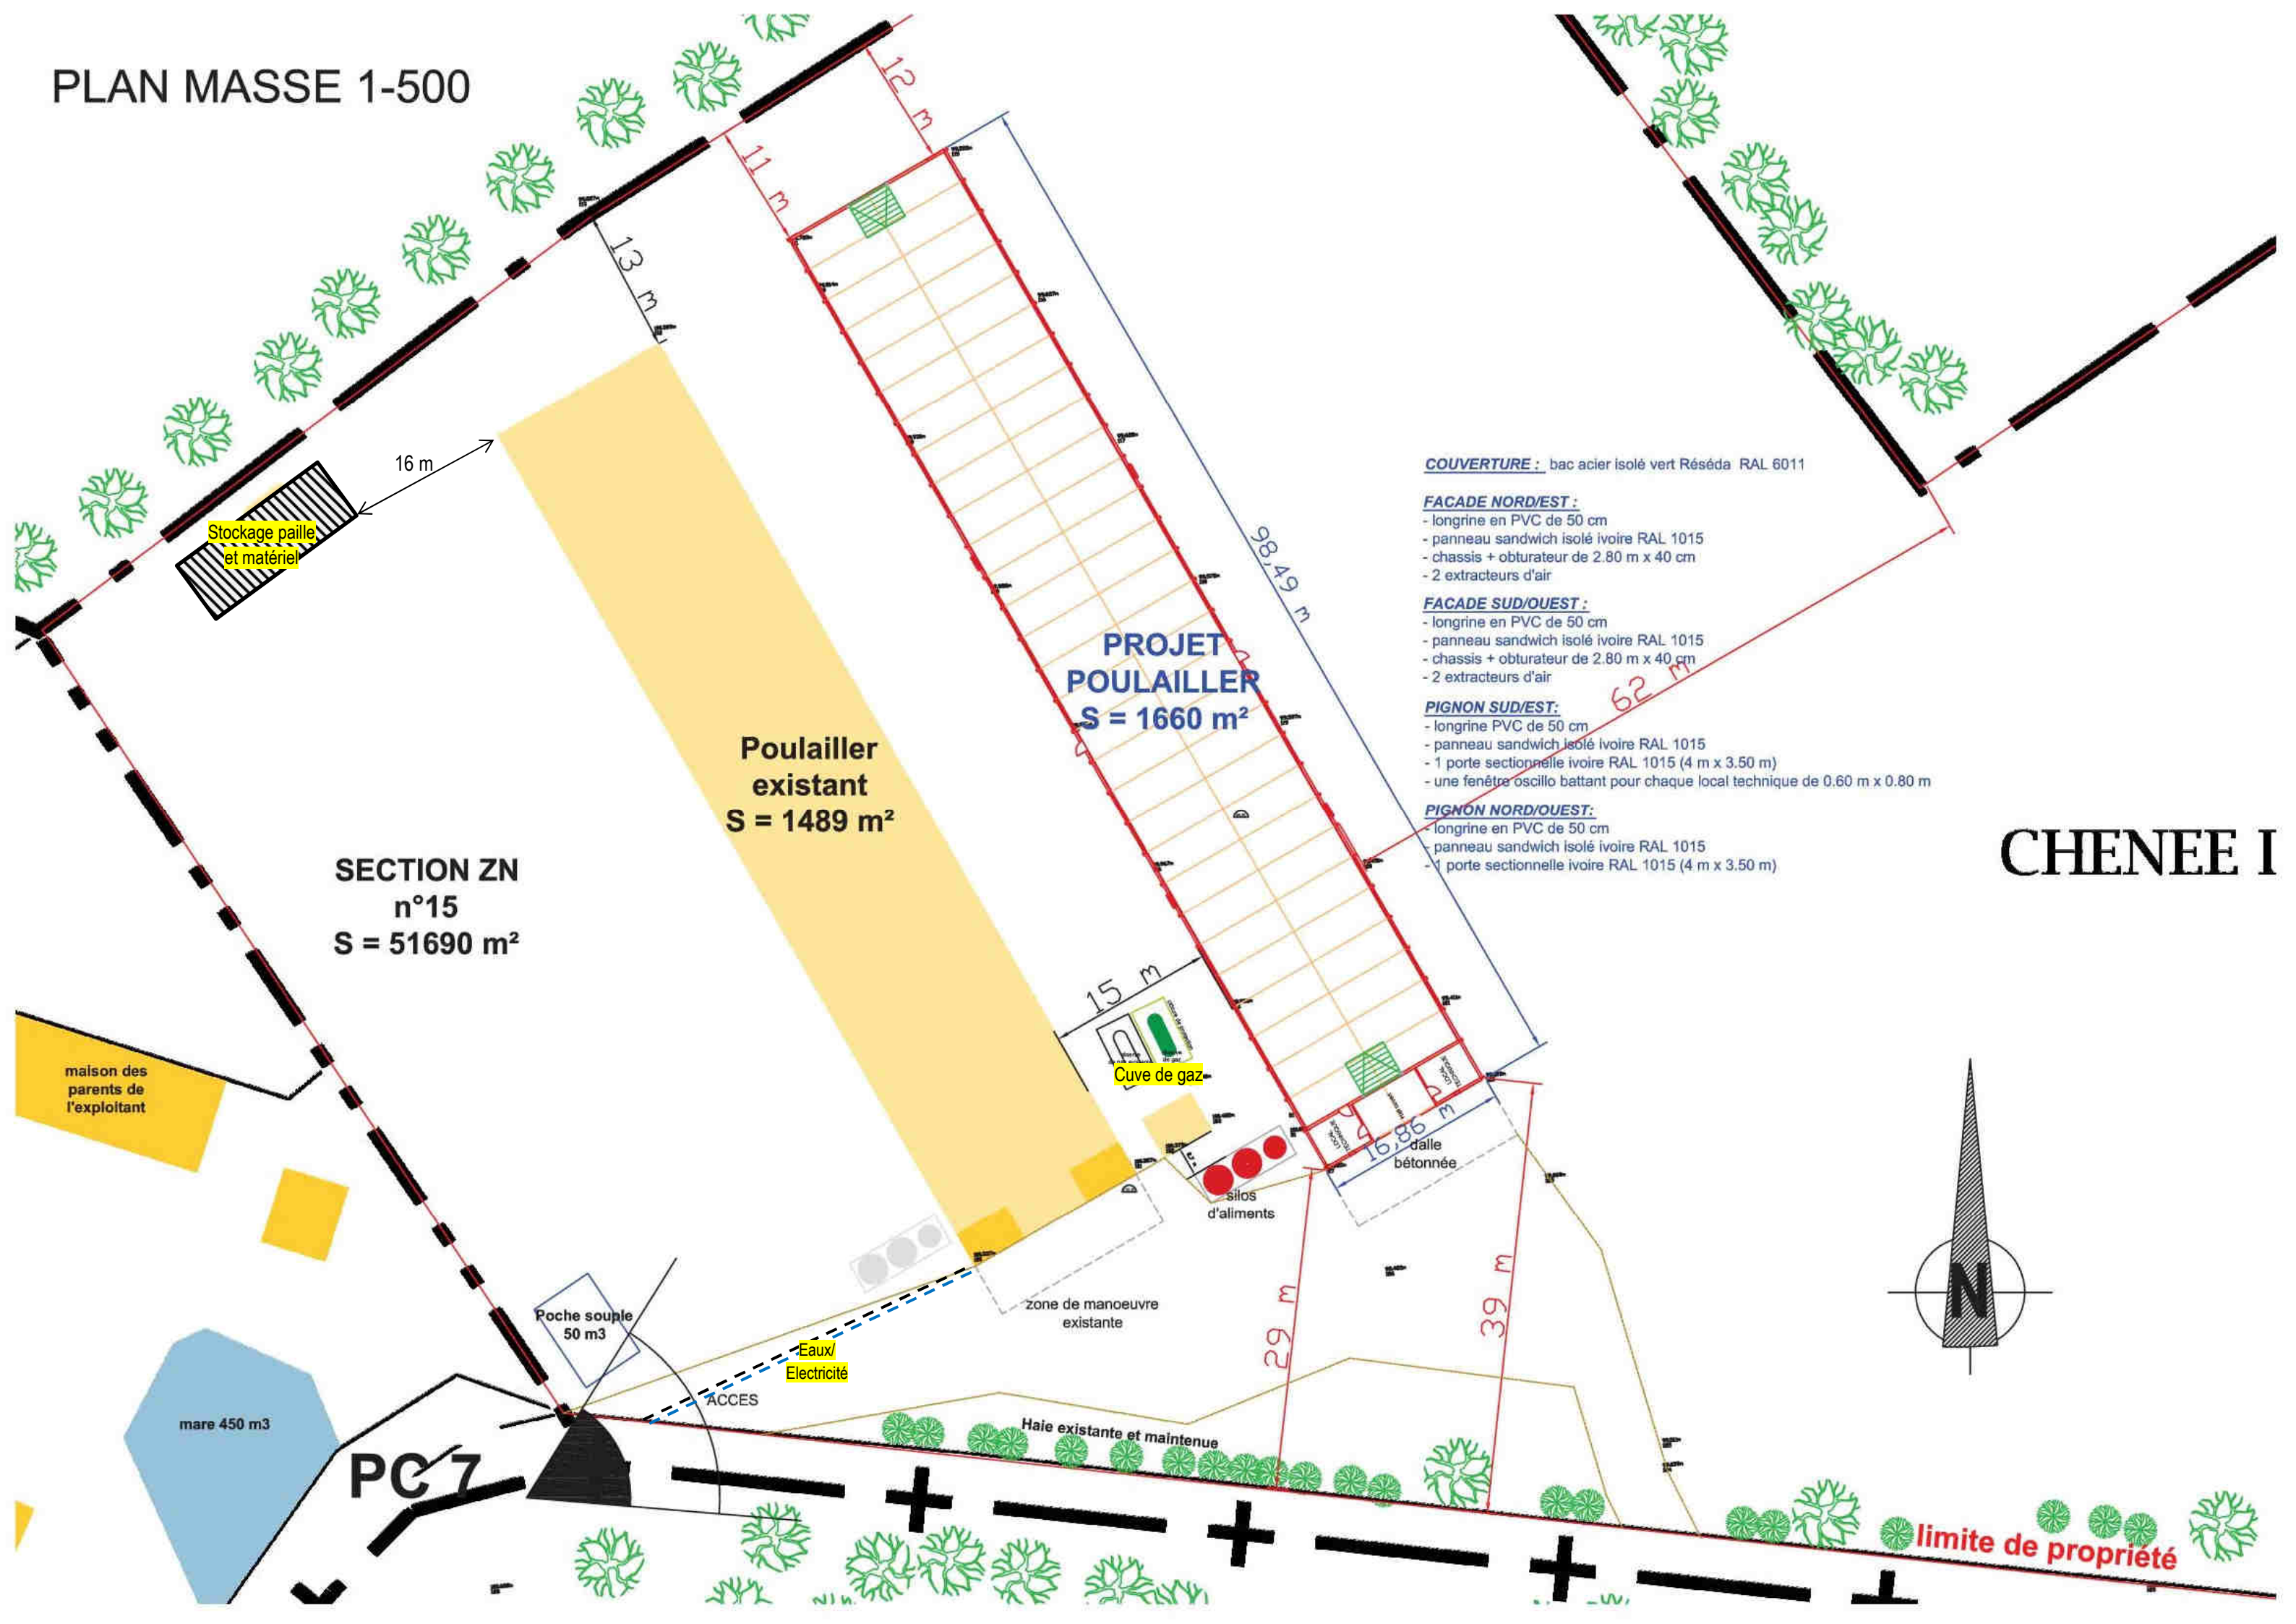 PLAN MASSE 1-500
12 m
11 m
13 m
16 m
Stockage paille
et matériel
98,49 m
COUVERTURE : bac acier isolé vert Réséda RAL 6011
FACADE NORD/EST :
- longrine en PVC de 50 cm
- panneau sandwich isolé ivoire RAL 1015
- chassis + obturateur de 2.80 m x 40 cm
- 2 extracteurs d'air
FACADE SUD/OUEST :
- longrine en PVC de 50 cm
- panneau sandwich isolé ivoire RAL 1015
- chassis + obturateur de 2.80 m x 40 cm
- 2 extracteurs d'air
PIGNON SUD/EST:
- longrine PVC de 50 cm
- panneau sandwich isolé ivoire RAL 1015
- 1 porte sectionnelle ivoire RAL 1015 (4 m x 3.50 m)
- une fenêtre oscillo battant pour chaque local technique de 0.60 m x 0.80 m
PIGNON NORD/OUEST:
- longrine en PVC de 50 cm
- panneau sandwich isolé ivoire RAL 1015
- 1 porte sectionnelle ivoire RAL 1015 (4 m x 3.50 m)
62 m
PROJET
POULAILLER
S = 1660 m²
Poulailler
existant
S = 1489 m²
CHENEE I
SECTION ZN
n°15
S = 51690 m²
15 m
Cuve de gaz
maison des
parents de
l'exploitant
LOCAL
TECHNIQUE
LOCAL
TECHNIQUE
16,86 m
dalle
bétonnée
silos
d'aliments
29 m
39 m
N
zone de manoeuvre
existante
Poche souple
50 m3
Eaux/
Electricité
ACCES
mare 450 m3
PC 7
Haie existante et maintenue
limite de propriété